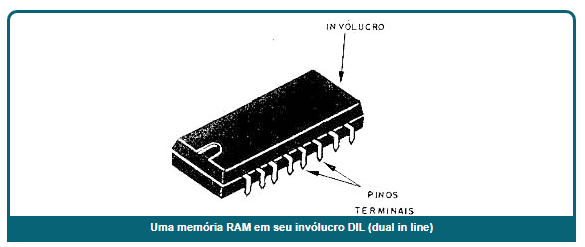 INVÓLUCRO
PINOS
TERMINAIS
Uma memória RAM em seu invólucro DIL (dual in line)